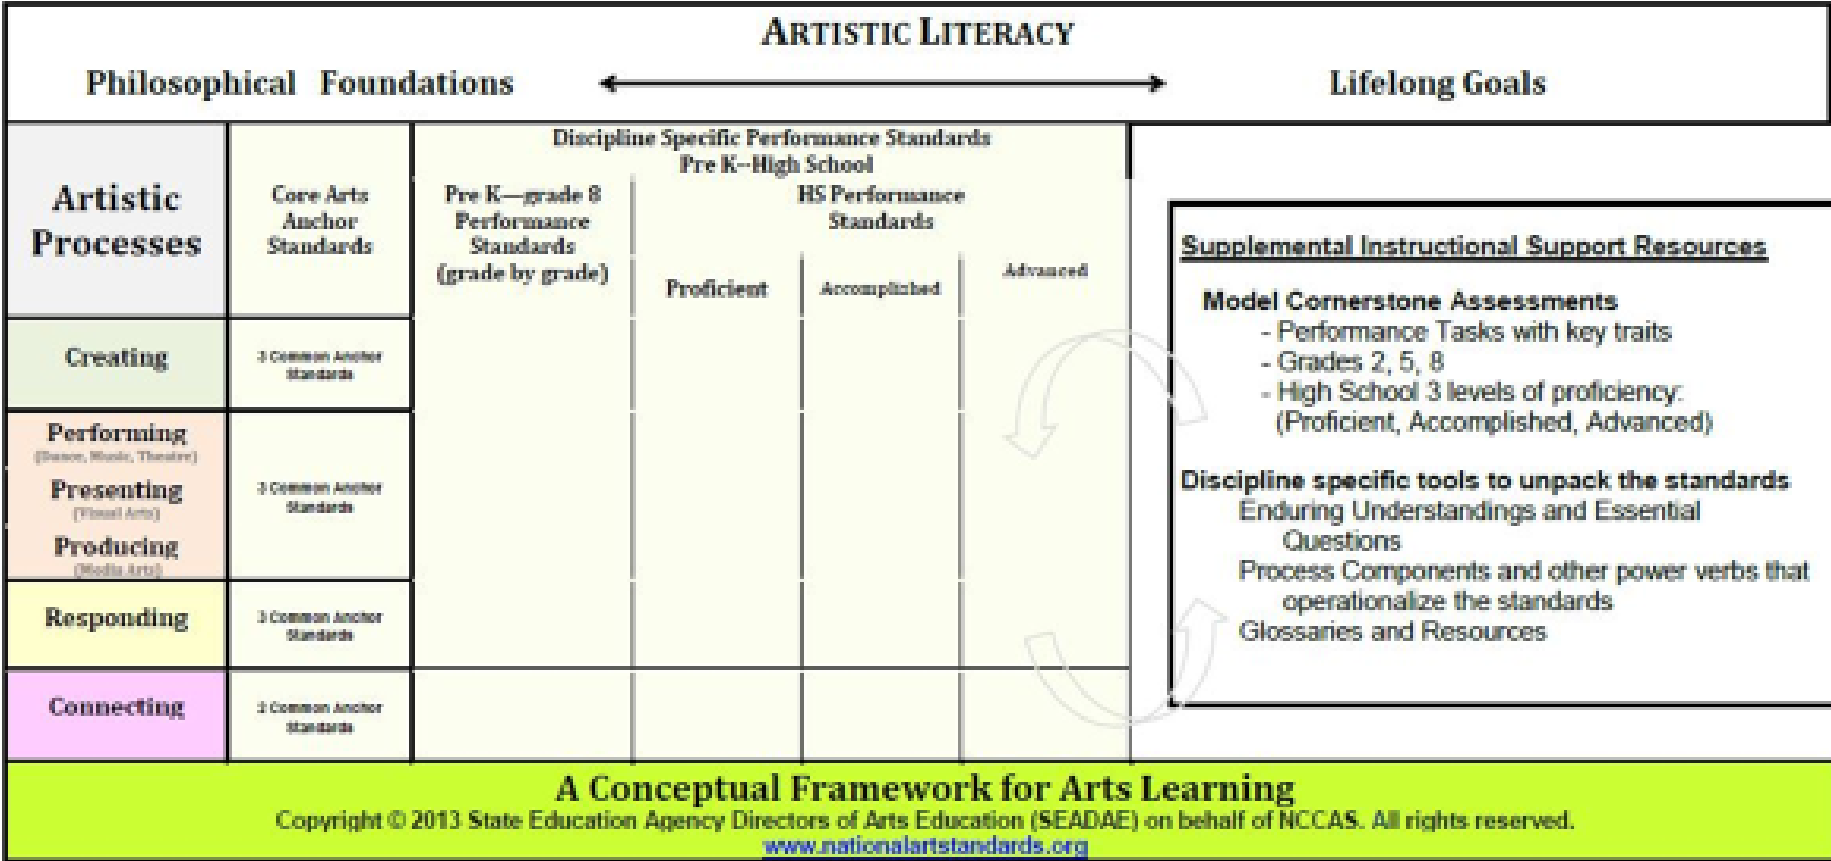 ARTISTIC LITERACY
Philosophical Foundations
Lifelong Goals
Artistic
Processes
Core Arts
Anchor
Standards
Discipline Specific Performance Standards
Pre K--High School
Pre K—grade 8
Performance
Standards
(grade by grade)
HS Performance
Standards
Proficient
Accomplished
Advanced
Creating
3 Common Anchor
Standards
Performing
(Dance, Music, Theatre)
Presenting
(Visual Arts)
Producing
(Media Arts)
3 Common Anchor
Standards
Responding
3 Common Anchor
Standards
Connecting
Common Anchor
Standards
Supplemental Instructional Support Resources
Model Cornerstone Assessments
- Performance Tasks with key traits
- Grades 2, 5, 8
- High School 3 levels of proficiency:
(Proficient, Accomplished, Advanced)
Discipline specific tools to unpack the standards
Enduring Understandings and Essential
Questions
Process Components and other power verbs that
operationalize the standards
Glossaries and Resources
A Conceptual Framework for Arts Learning
Copyright © 2013 State Education Agency Directors of Arts Education (SEADAE) on behalf of NCCAS. All rights reserved.
www.nationalartstandards.org